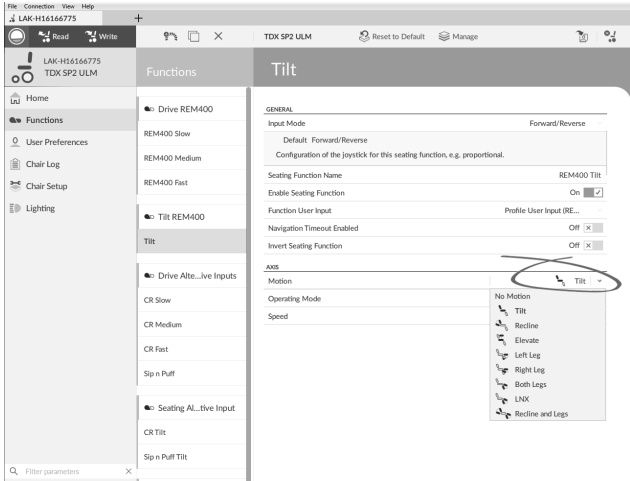 File Connection View Help
LAK-H16166775
Read Write TDX SP2 ULM Reset to Default Manage
LAK-H16166775
TDX SP2 ULM
Functions
Tilt
Home
Functions
User Preferences
Chair Log
Chair Setup
Lighting
Filter parameters
Drive REM400
REM400 Slow
REM400 Medium
REM400 Fast
Tilt REM400
Tilt
Drive Alte...ive Inputs
CR Slow
CR Medium
CR Fast
Sip n Puff
Seating Al...tive Input
CR Tilt
Sip n Puff Tilt
GENERAL
Input Mode Forward/Reverse
Default Forward/Reverse
Configuration of the joystick for this seating function, e.g. proportional.
Seating Function Name REM400 Tilt
Enable Seating Function On
Function User Input Profile User Input (RE...
Navigation Timeout Enabled Off
Invert Seating Function Off
AXIS
Motion Tilt
Operating Mode
Speed
No Motion
Tilt
Recline
Elevate
Left Leg
Right Leg
Both Legs
LNX
Recline and Legs